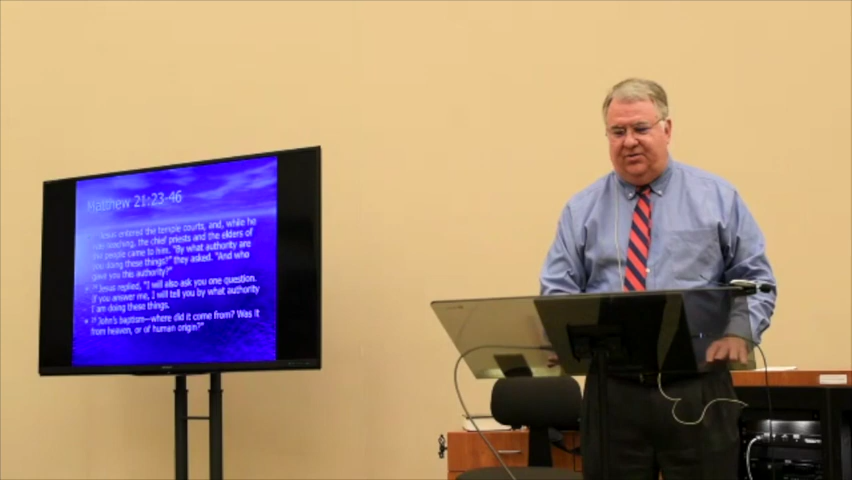 Matthew 21:23-46
Jesus entered the temple courts, and, while he
was teaching, the chief priests and the elders of
the people came to him. "By what authority are
you doing these things?" they asked. "And who
gave you this authority?"
Jesus replied, "I will also ask you one question.
If you answer me, I will tell you by what authority
I am doing these things.
John's baptism—where did it come from? Was it
from heaven, or of human origin?"